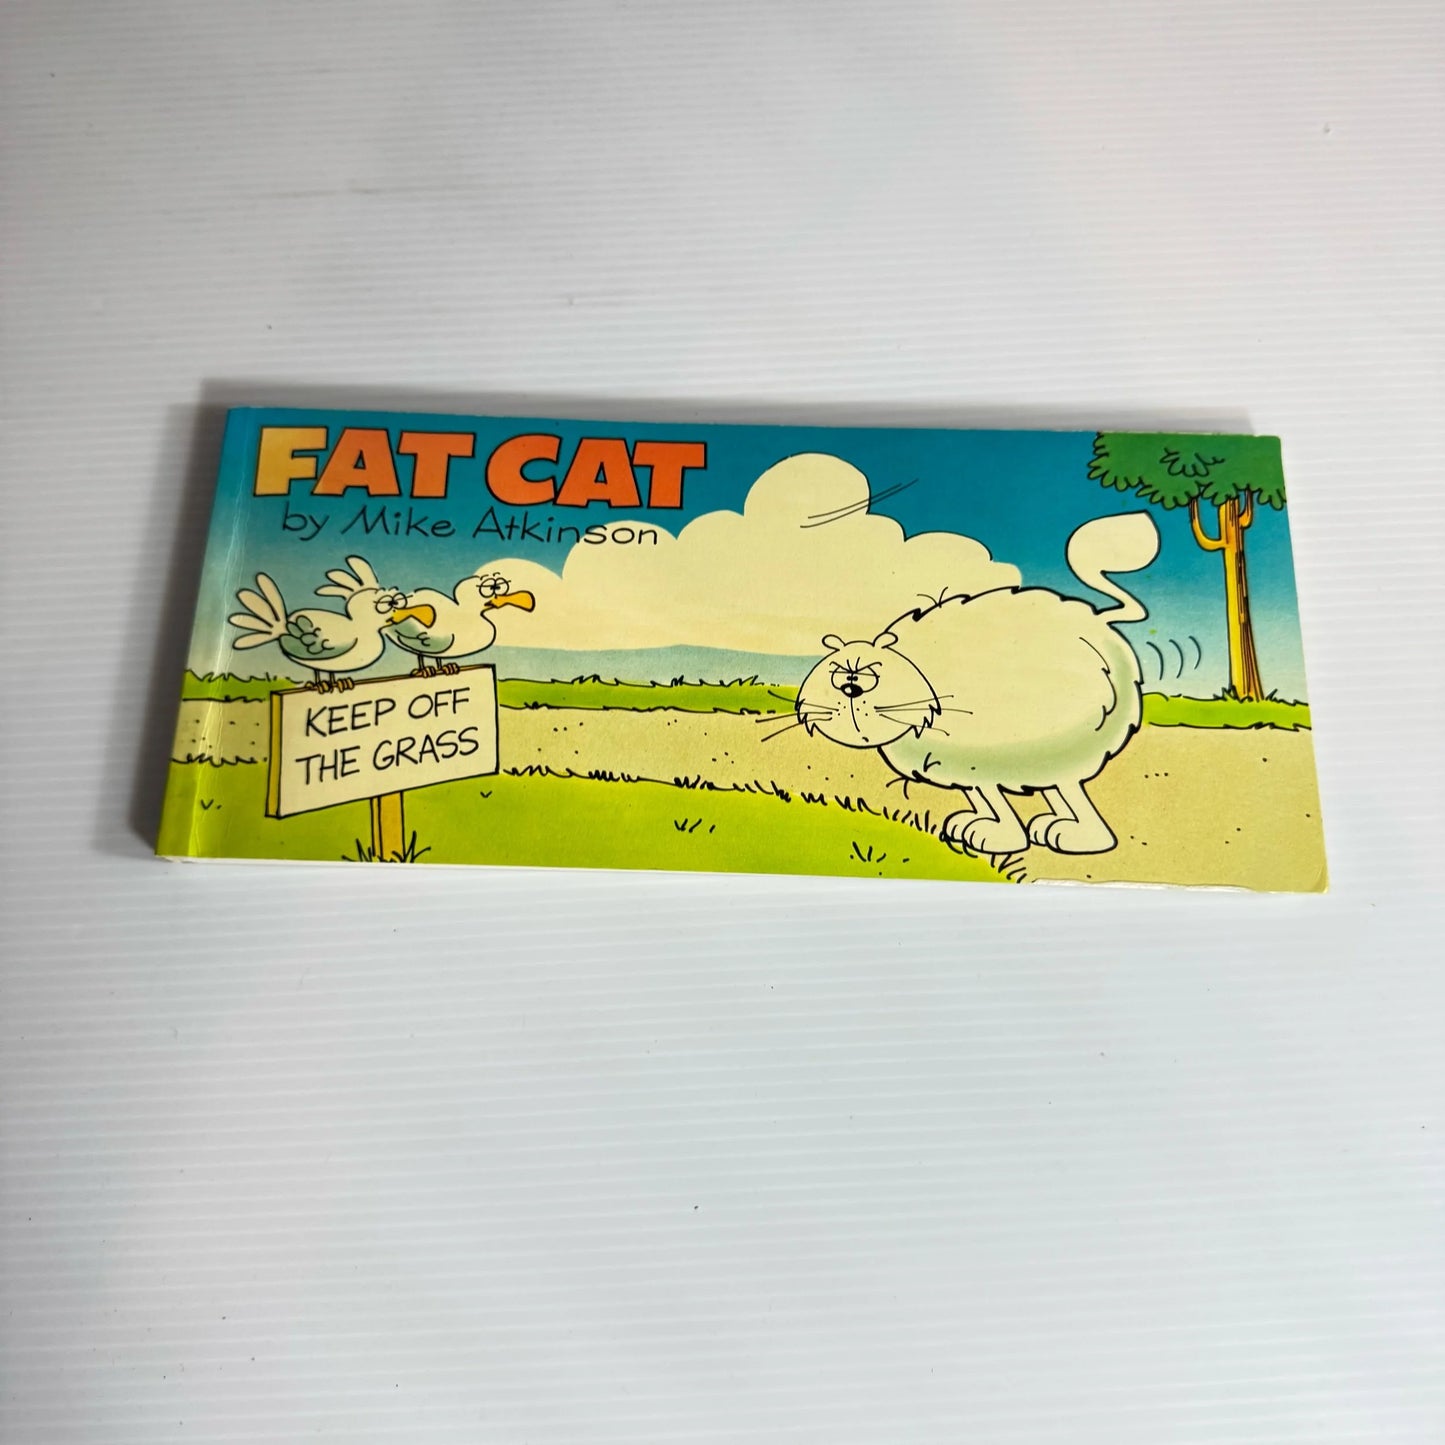 FAT CAT
by Mike Atkinson
KEEP OFF
THE GRASS